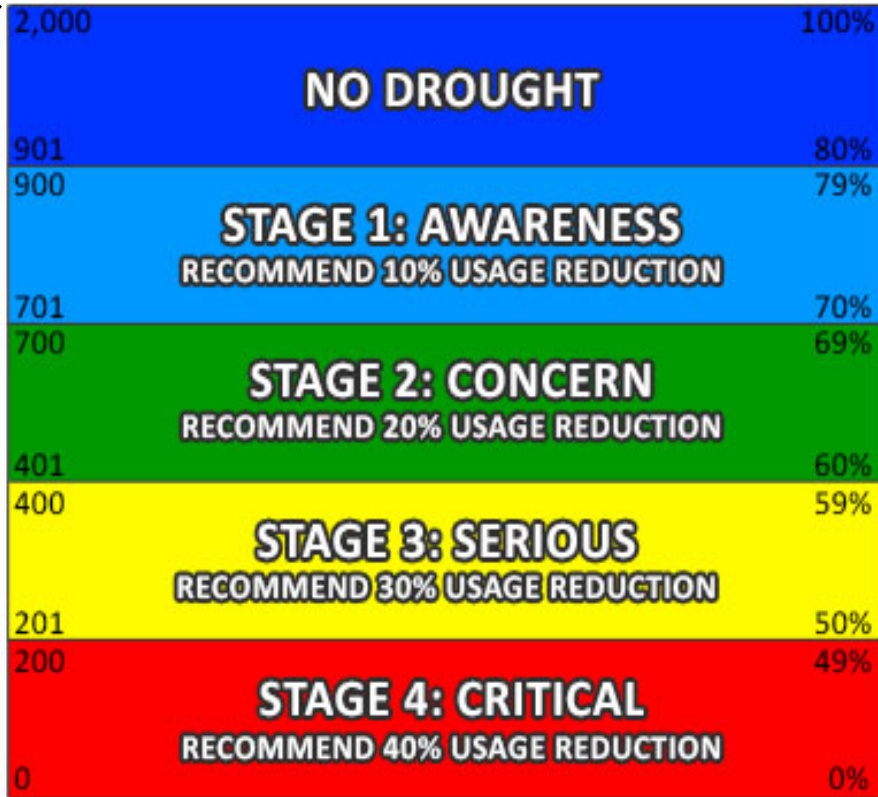 2,000 100%
NO DROUGHT
901 80%
900 79%
STAGE 1: AWARENESS
RECOMMEND 10% USAGE REDUCTION
701 70%
700 69%
STAGE 2: CONCERN
RECOMMEND 20% USAGE REDUCTION
401 60%
400 59%
STAGE 3: SERIOUS
RECOMMEND 30% USAGE REDUCTION
201 50%
200 49%
STAGE 4: CRITICAL
RECOMMEND 40% USAGE REDUCTION
0 0%